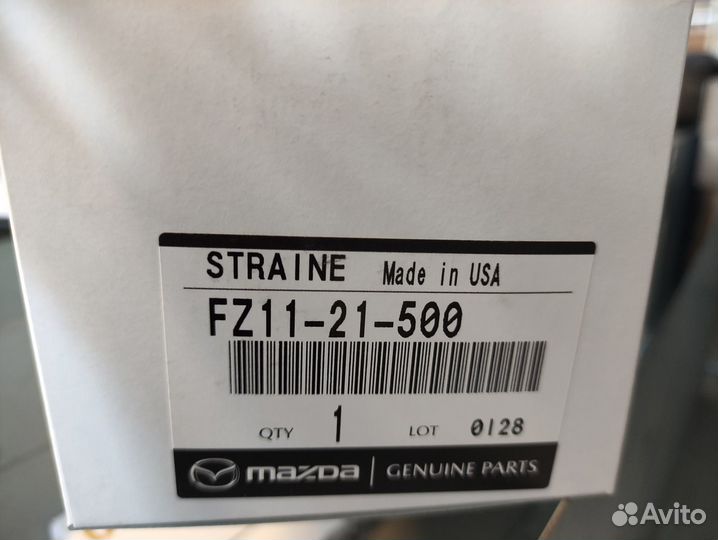 STRAINE Made in USA
FZ11-21-500
QTY 1 LOT 0128
mazDa | GENUINE PARTS
Avito